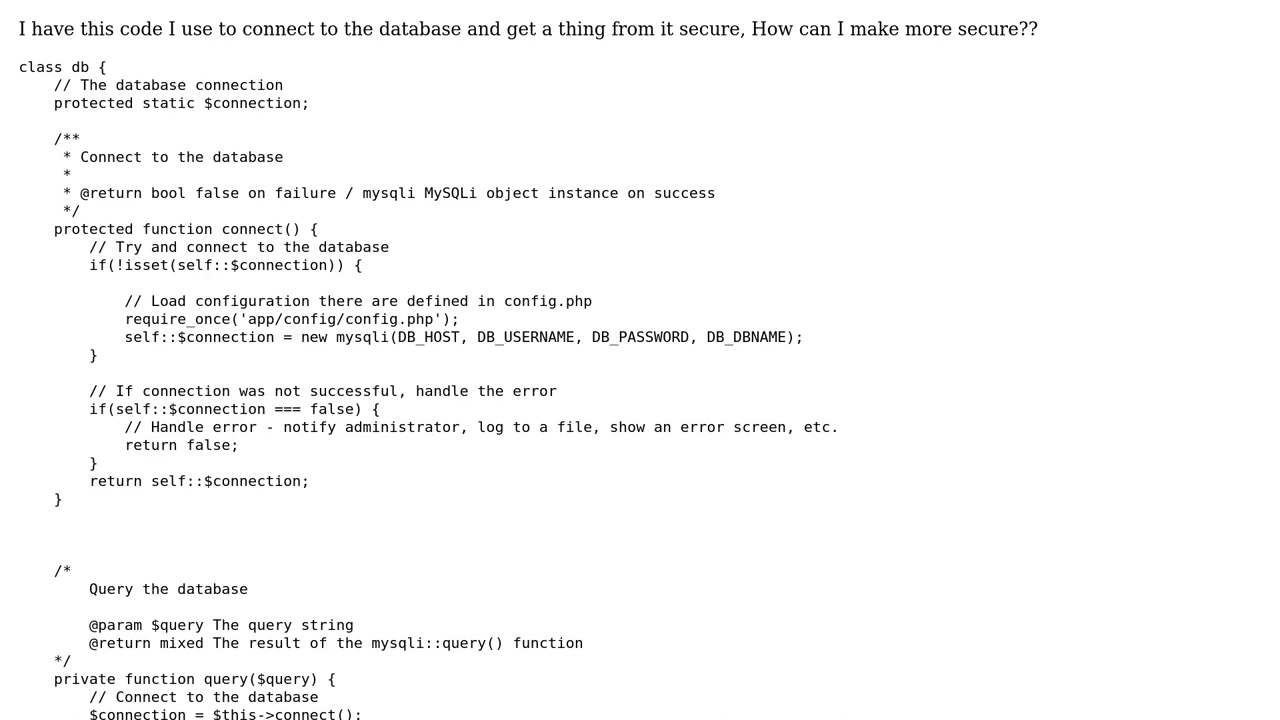 I have this code I use to connect to the database and get a thing from it secure, How can I make more secure??
class db {
// The database connection
protected static $connection;
/**
* Connect to the database
*
* @return bool false on failure / mysqli MySQLi object instance on success
*/
protected function connect() {
// Try and connect to the database
if(!isset(self::$connection)) {
// Load configuration there are defined in config.php
require_once('app/config/config.php');
self::$connection = new mysqli(DB_HOST, DB_USERNAME, DB_PASSWORD, DB_DBNAME);
}
// If connection was not successful, handle the error
if(self::$connection === false) {
// Handle error - notify administrator, log to a file, show an error screen, etc.
return false;
}
return self::$connection;
}
/*
Query the database
@param $query The query string
@return mixed The result of the mysqli::query() function
*/
private function query($query) {
// Connect to the database
$connection = $this->connect();